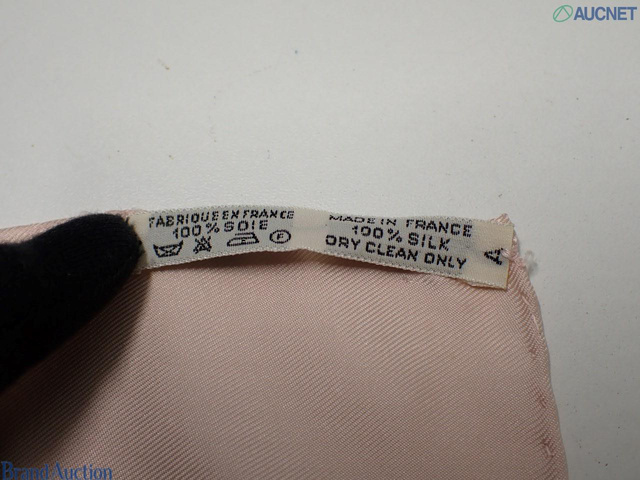 AUCNET
FABRIQUE EN FRANCE
100% SOIE
MADE IN FRANCE
100% SILK
DRY CLEAN ONLY
A
Brand Auction